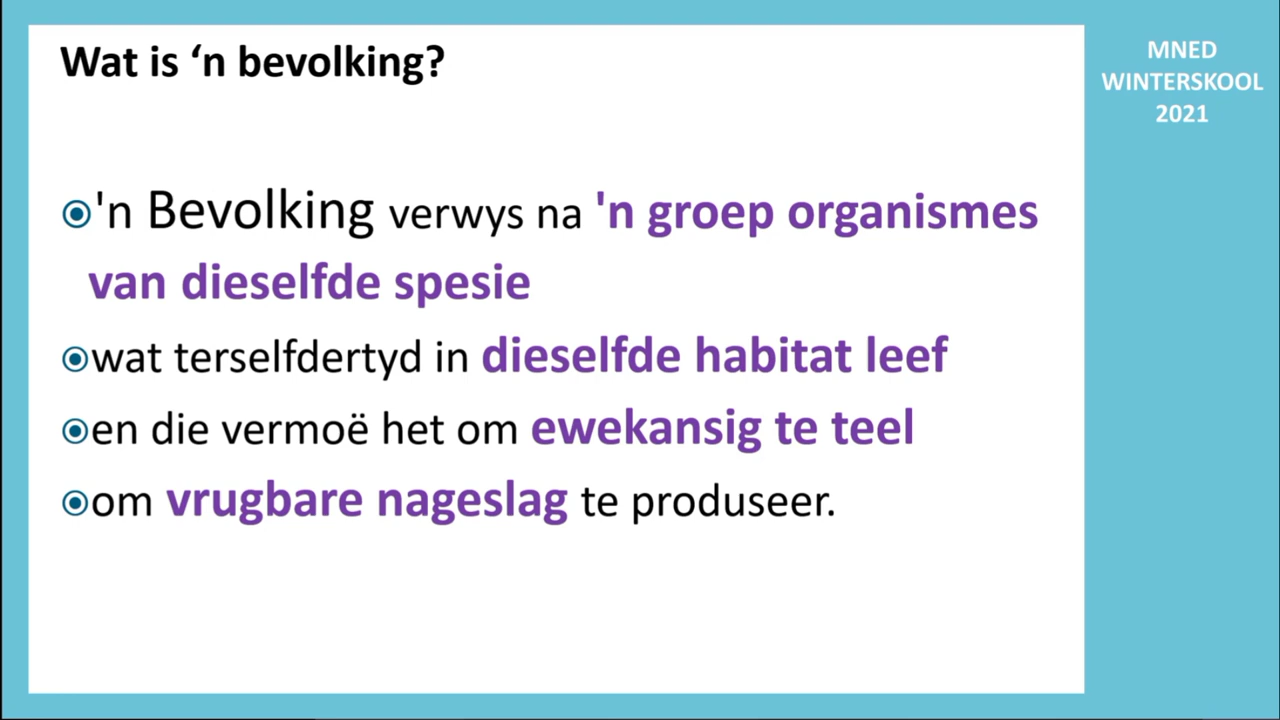 Wat is ‘n bevolking?
'n Bevolking verwys na 'n groep organismes
van dieselfde spesie
wat terselfdertyd in dieselfde habitat leef
en die vermoë het om ewekansig te teel
om vrugbare nageslag te produseer.
MNED
WINTERSKOOL
2021